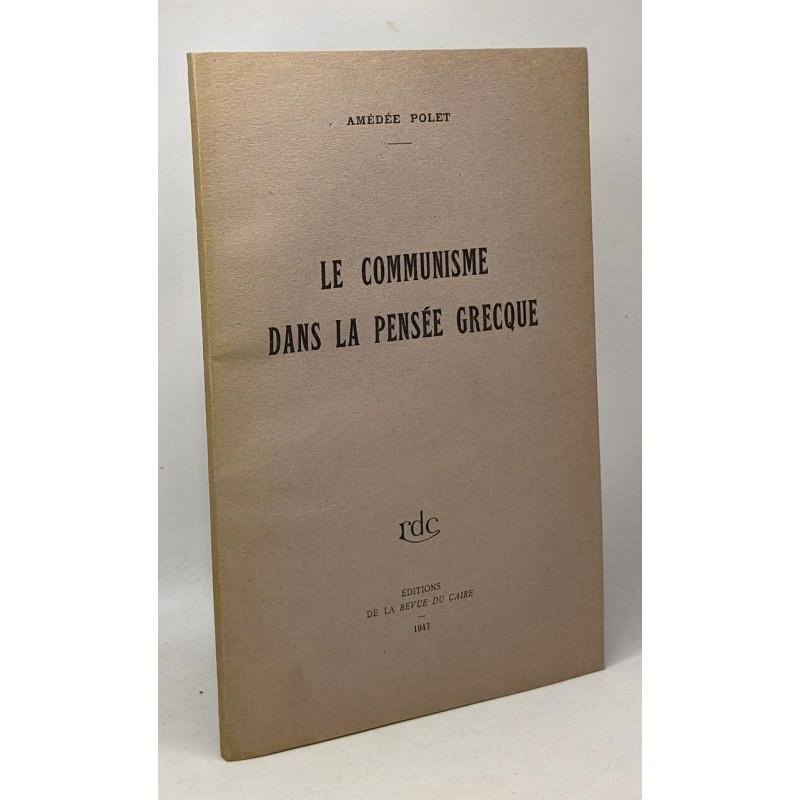 AMÉDÉE POLET
LE COMMUNISME
DANS LA PENSÉE GRECQUE
rdc
ÉDITIONS
DE LA REVUE DU CAIRE
1947